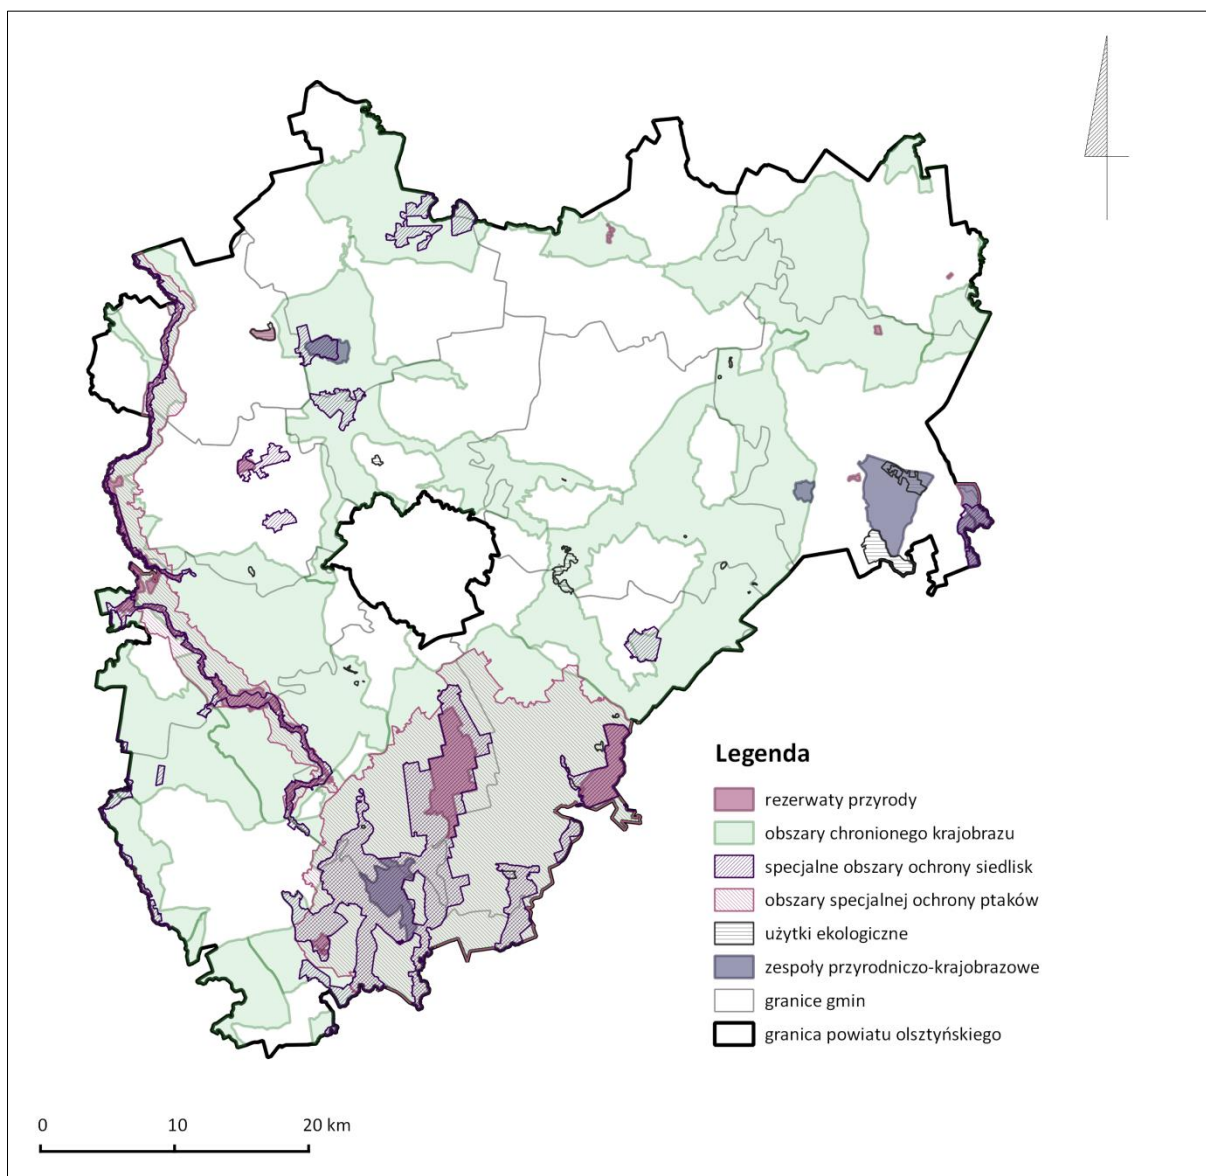 Legenda
rezerwaty przyrody
obszary chronionego krajobrazu
specjalne obszary ochrony siedlisk
obszary specjalnej ochrony ptaków
użytki ekologiczne
zespoły przyrodniczo-krajobrazowe
granice gmin
granica powiatu olsztyńskiego
0 10 20 km